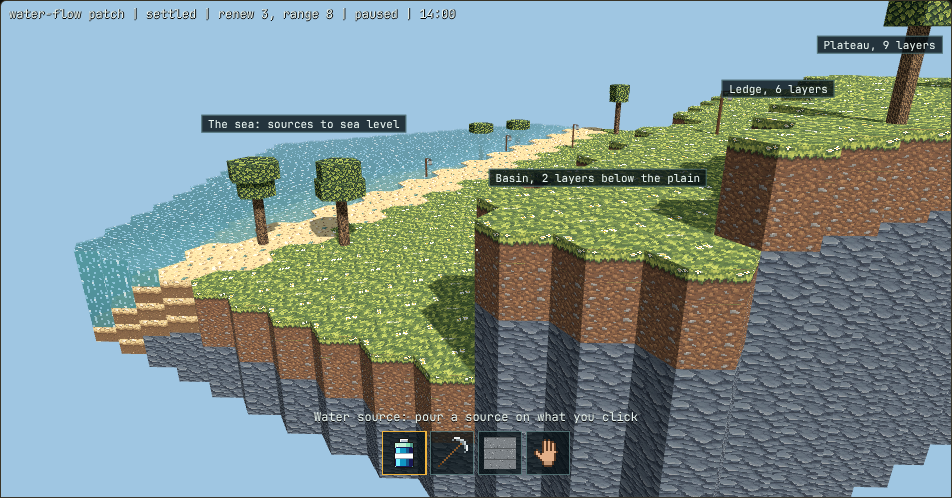 water-flow patch | settled | renew 3, range 8 | paused | 14:00
Plateau, 9 layers
Ledge, 6 layers
The sea: sources to sea level
Basin, 2 layers below the plain
Water source: pour a source on what you click